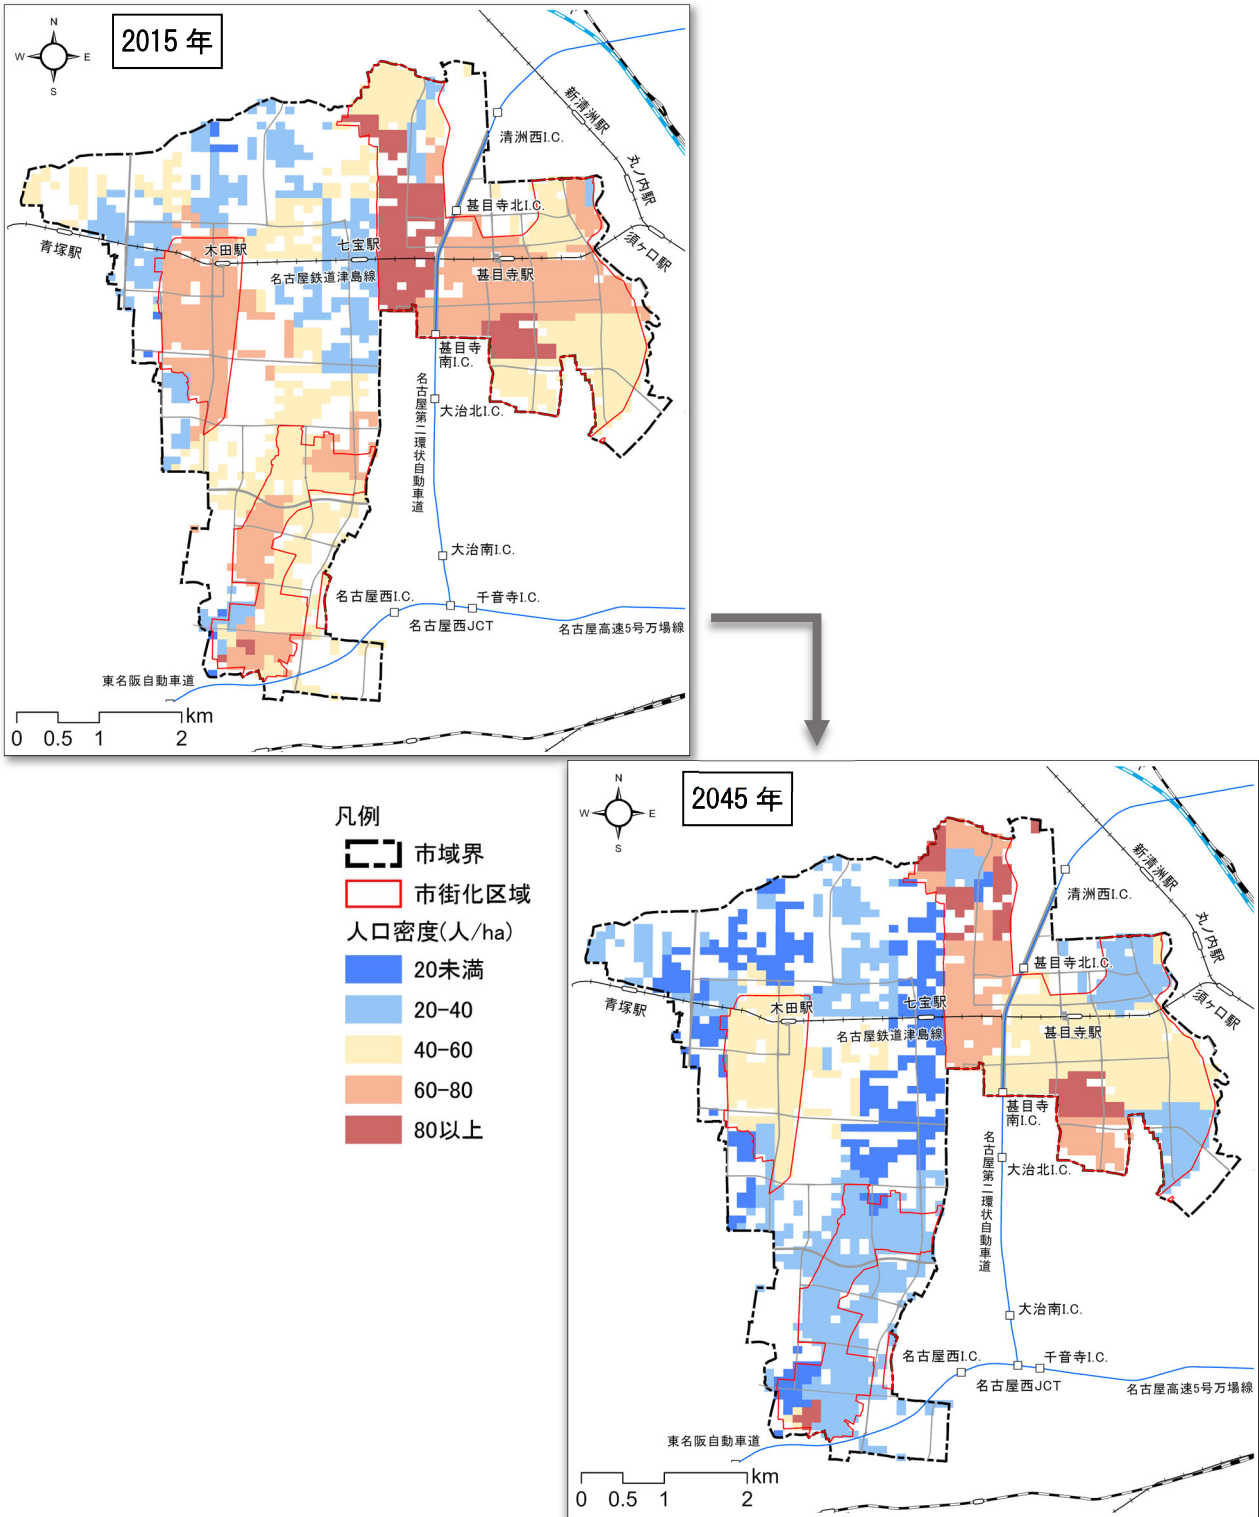 2015年
N
W
E
S
新清洲駅
清洲西I.C.
丸ノ内駅
甚目寺北I.C.
須ケ口駅
青塚駅
木田駅
七宝駅
名古屋鉄道津島線
甚目寺駅
甚目寺
南I.C.
大治北I.C.
名古屋第二環状自動車道
大治南I.C.
名古屋西I.C.
千音寺I.C.
名古屋西JCT
名古屋高速5号万場線
東名阪自動車道
km
0 0.5 1 2
凡例
市域界
市街化区域
人口密度(人/ha)
20未満
20-40
40-60
60-80
80以上
2045年
N
W
E
S
新清洲駅
清洲西I.C.
丸ノ内駅
甚目寺北I.C.
須ケ口駅
青塚駅
木田駅
七宝駅
名古屋鉄道津島線
甚目寺駅
甚目寺
南I.C.
大治北I.C.
名古屋第二環状自動車道
大治南I.C.
名古屋西I.C.
千音寺I.C.
名古屋西JCT
名古屋高速5号万場線
東名阪自動車道
km
0 0.5 1 2